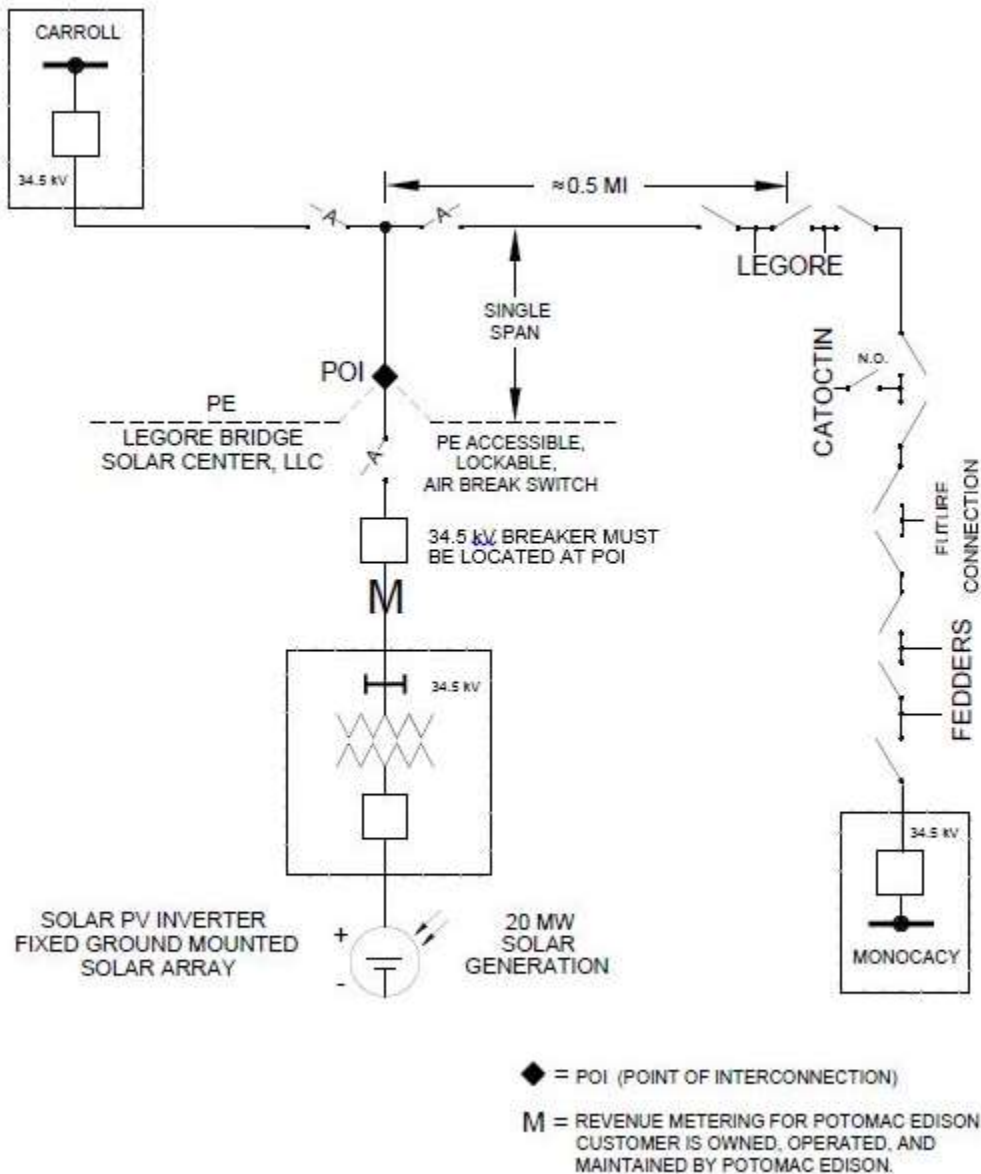 CARROLL
34.5 kV
A
A
≈0.5 MI
LEGORE
SINGLE
SPAN
POI
PE
LEGORE BRIDGE
SOLAR CENTER, LLC
A
PE ACCESSIBLE,
LOCKABLE,
AIR BREAK SWITCH
34.5 kV BREAKER MUST
BE LOCATED AT POI
M
34.5 kV
SOLAR PV INVERTER
FIXED GROUND MOUNTED
SOLAR ARRAY
+
-
20 MW
SOLAR
GENERATION
CATOCTIN
N.O.
FUTURE
CONNECTION
FEDDERS
34.5 kV
MONOCACY
= POI (POINT OF INTERCONNECTION)
M = REVENUE METERING FOR POTOMAC EDISON
CUSTOMER IS OWNED, OPERATED, AND
MAINTAINED BY POTOMAC EDISON.